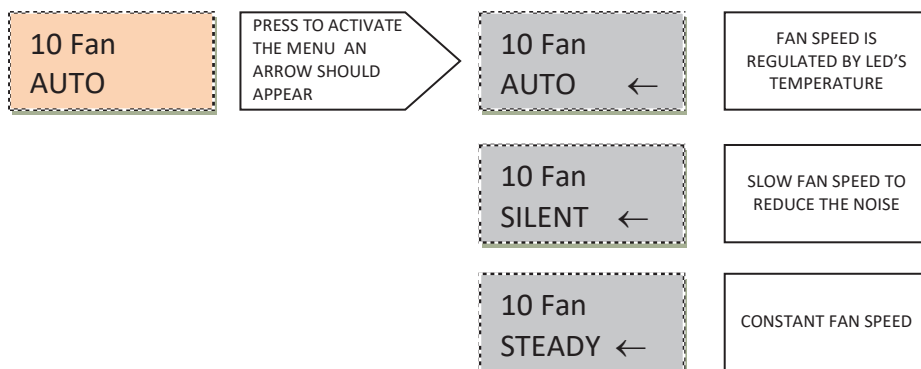 10 Fan
AUTO
PRESS TO ACTIVATE
THE MENU AN
ARROW SHOULD
APPEAR
10 Fan
AUTO ←
FAN SPEED IS
REGULATED BY LED'S
TEMPERATURE
10 Fan
SILENT ←
SLOW FAN SPEED TO
REDUCE THE NOISE
10 Fan
STEADY ←
CONSTANT FAN SPEED